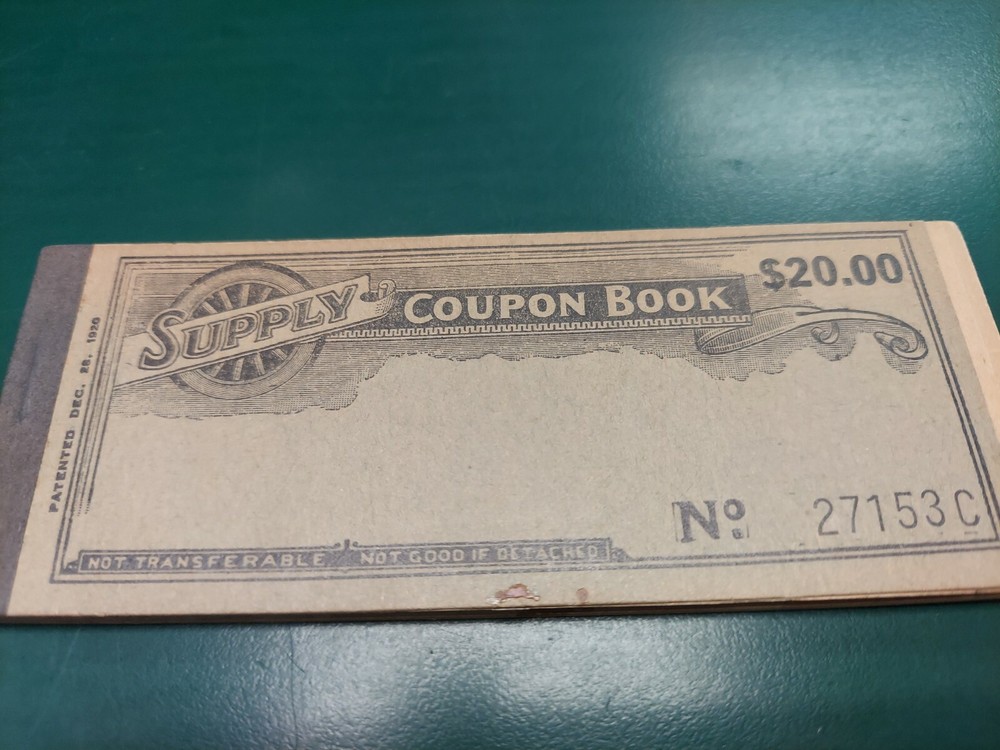 SUPPLY COUPON BOOK $20.00
PATENTED DEC. 28, 1920
No. 27153C
NOT TRANSFERABLE NOT GOOD IF DETACHED